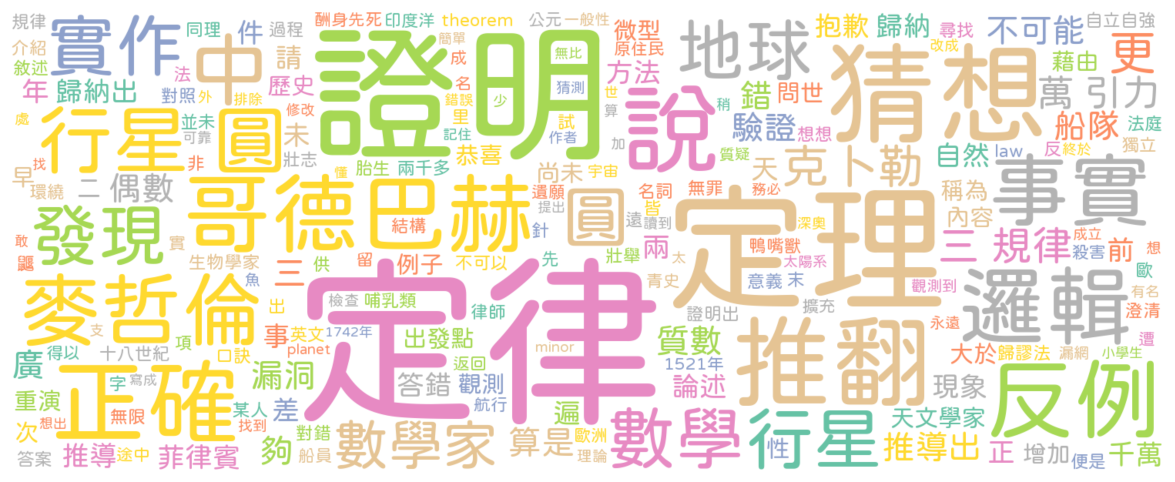 規律 實作 同理 件 過程 酬身先死 印度洋 theorem 公元 一般性 抱歉 歸納 尋找 不可能 自立自強
介紹 中 請 證明 簡單 成 無比 微型 地球 猜想 改成 更
敘述 法 外 歷史 名 原住民 藉由
年 歸納出 對照 排除 錯誤 少 猜測 方法 世 說 錯 問世 萬 引力
處 行星 圓 修改 里 記住 作者 試 算 稍 驗證 想想 船隊 法庭
並未 未 恭喜 加 質疑 反 終於
找 可靠 非 壯志 胎生 兩千多 尚未 宇宙 天 克卜勒 自然 law 獨立
早 環繞 二 偶數 哥德巴赫 懂 遺願 名詞 無罪 務必 稱為 事實
發現 結構 提出 圓 皆 遠 讀到 定理 深奧 內容
敢 實 針 兩 鴨嘴獸 三 規律 成立 前 想
鼴 生物學家 三 供 留 例子 不可以 先 壯舉 太 太陽系 殺害 歐
麥哲倫 魚 定律 青史 意義 末 觀測到 邏輯 有名
出 檢查 哺乳類 律師 證明出 擴充 澄清
支 項 事 英文 1742年 出發點 質數 推翻 永遠 遭
廣 得以 十八世紀 口訣 planet 返回 minor 1521年 大於 歸謬法 漏網 小學生
正確 字 寫成 漏洞 答錯 觀測 論述 現象 反例
重演 無限 某人 差 航行 遍 天文學家
次 想出 找到 夠 對錯 數學家 算是 歐洲 數學 行星 性 推導出 正 增加 千萬
答案 推導 途中 菲律賓 船員 理論 便是